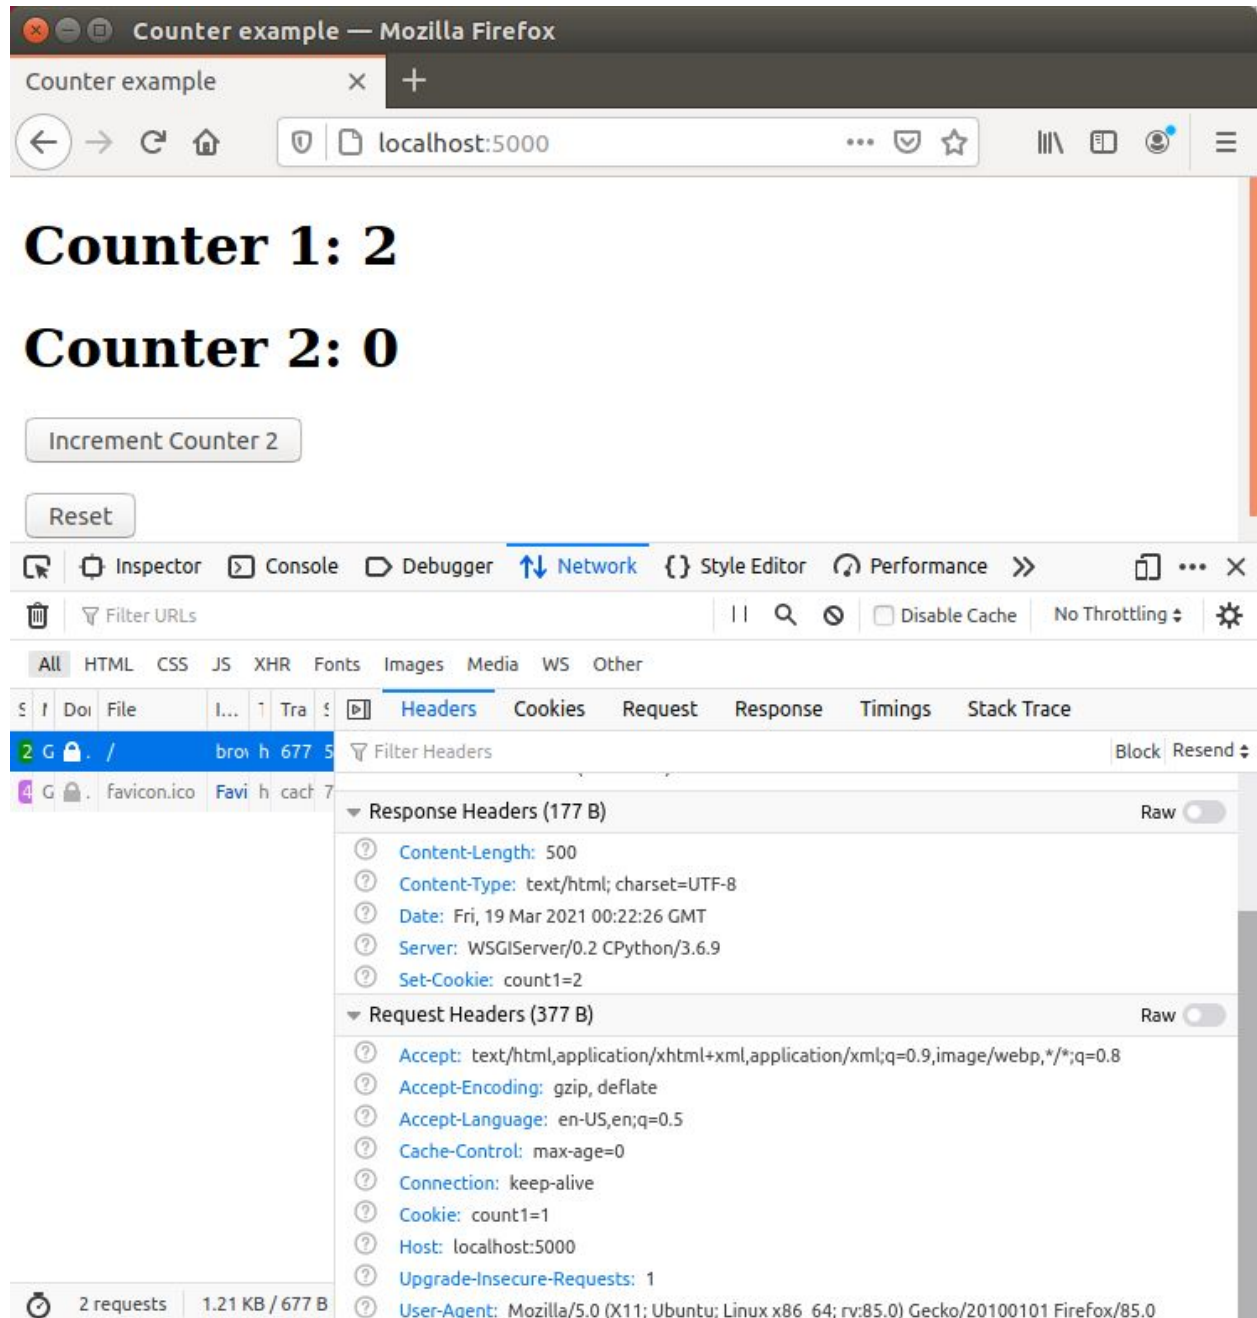 Counter example — Mozilla Firefox
Counter example
localhost:5000
Counter 1: 2
Counter 2: 0
Increment Counter 2
Reset
Inspector Console Debugger Network Style Editor Performance
Filter URLs Disable Cache No Throttling
All HTML CSS JS XHR Fonts Images Media WS Other
File I... Tra Headers Cookies Request Response Timings Stack Trace
2 G . / h 677 5 Filter Headers Block Resend
4 G . favicon.ico Favi h 7
Response Headers (177 B) Raw
Content-Length: 500
Content-Type: text/html; charset=UTF-8
Date: Fri, 19 Mar 2021 00:22:26 GMT
Server: WSGIServer/0.2 CPython/3.6.9
Set-Cookie: count1=2
Request Headers (377 B) Raw
Accept: text/html,application/xhtml+xml,application/xml;q=0.9,image/webp,*/*;q=0.8
Accept-Encoding: gzip, deflate
Accept-Language: en-US,en;q=0.5
Cache-Control: max-age=0
Connection: keep-alive
Cookie: count1=1
Host: localhost:5000
Upgrade-Insecure-Requests: 1
2 requests 1.21 KB / 677 B User-Agent: Mozilla/5.0 (X11; Ubuntu; Linux x86_64; rv:85.0) Gecko/20100101 Firefox/85.0